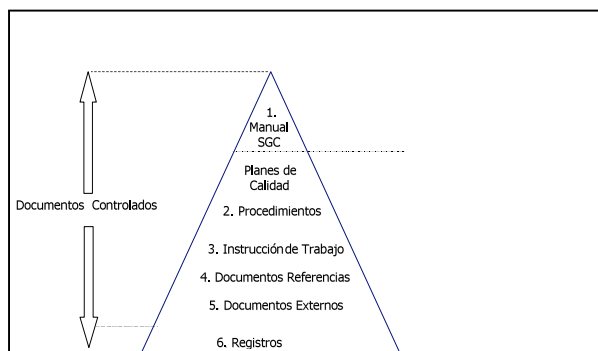 1.
Manual
SGC
Planes de
Calidad
Documentos Controlados
2. Procedimientos
3. Instrucción de Trabajo
4. Documentos Referencias
5. Documentos Externos
6. Registros